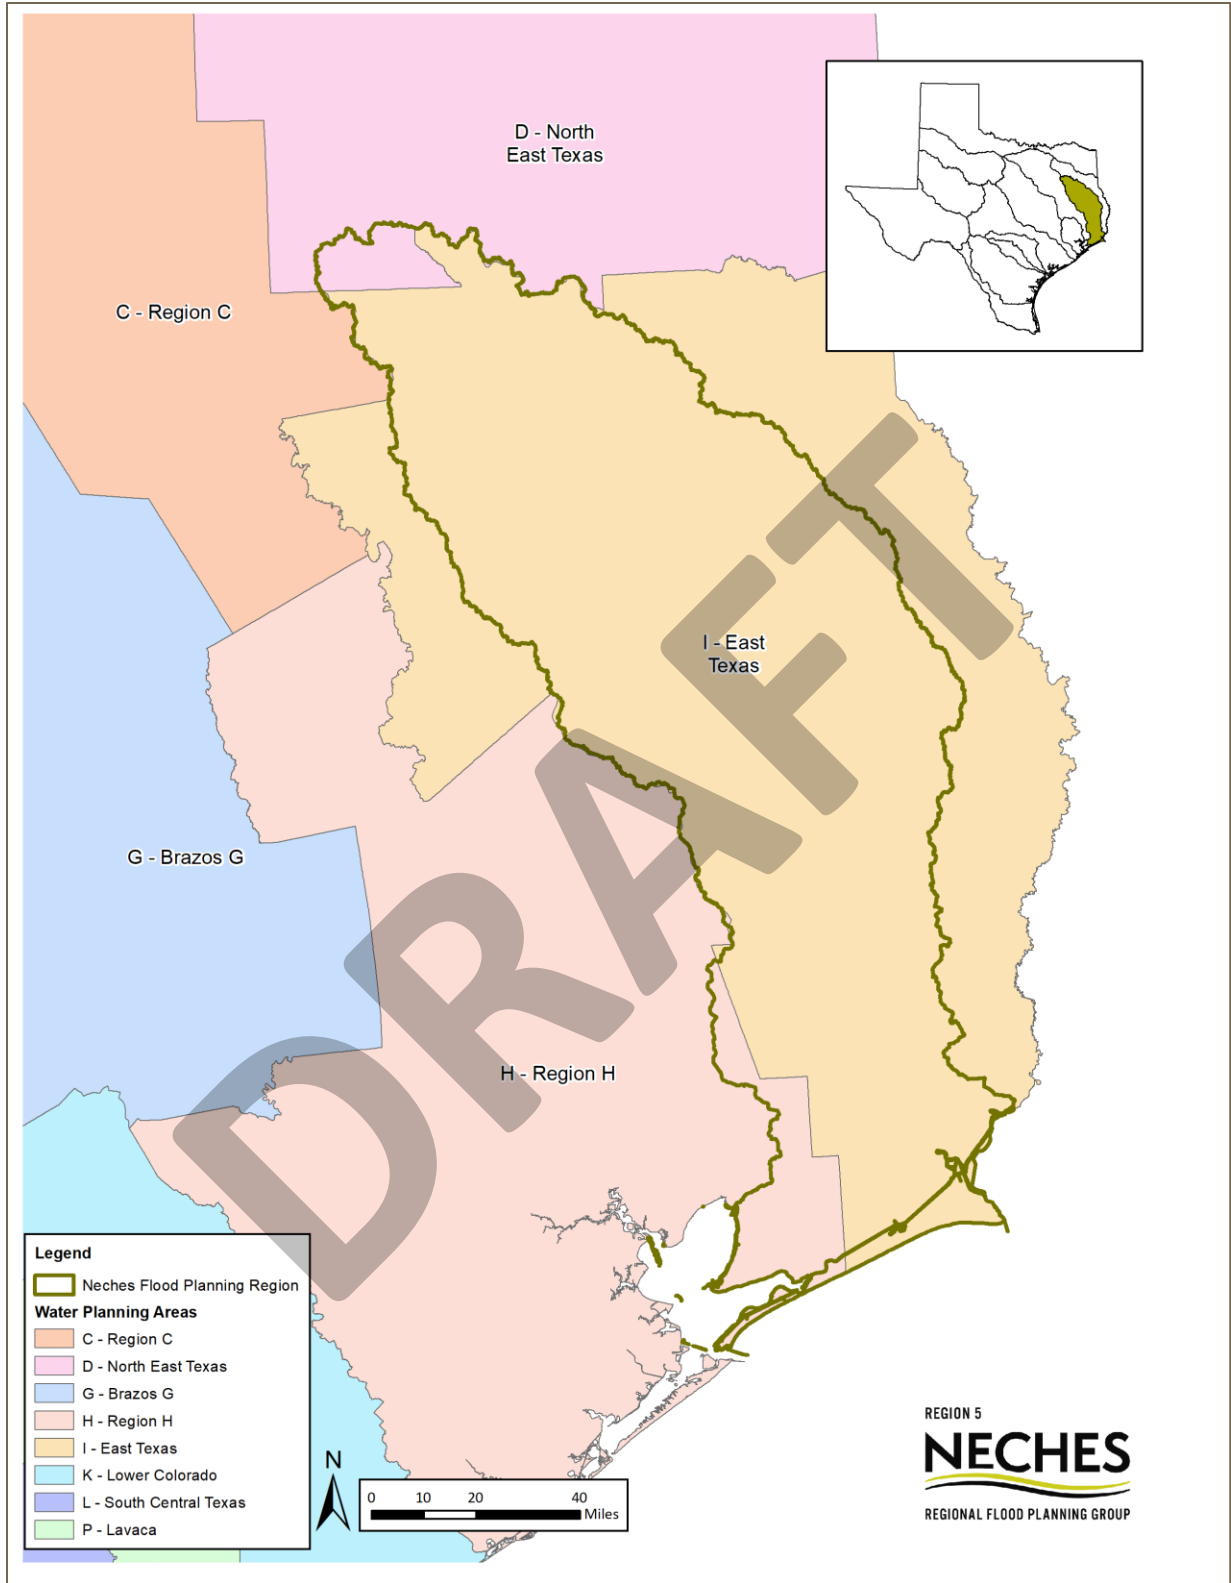 D - North
East Texas
C - Region C
I - East
Texas
G - Brazos G
H - Region H
DRAFT
Legend
Neches Flood Planning Region
Water Planning Areas
C - Region C
D - North East Texas
G - Brazos G
H - Region H
I - East Texas
K - Lower Colorado
L - South Central Texas
P - Lavaca
N
0 10 20 40
Miles
REGION 5
NECHES
REGIONAL FLOOD PLANNING GROUP